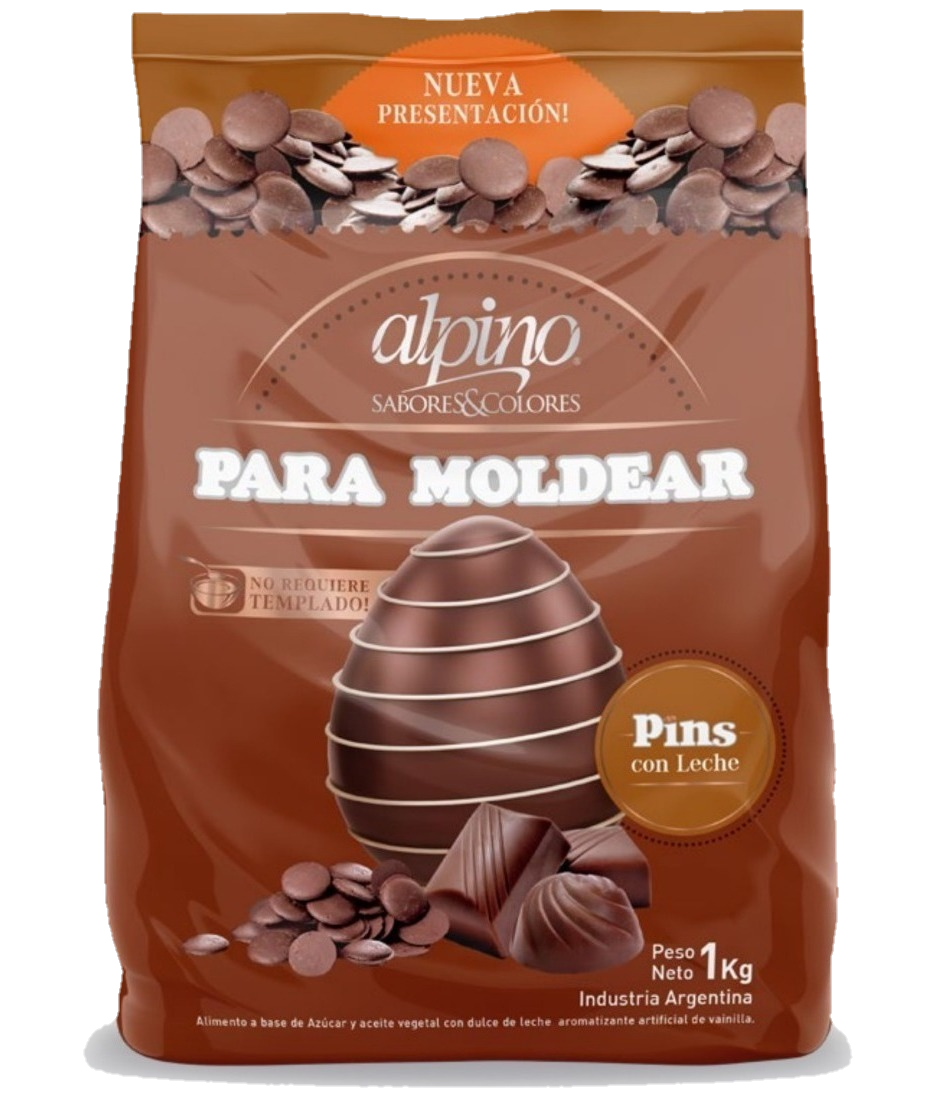 NUEVA
PRESENTACIÓN!
alpino®
SABORES&COLORES
PARA MOLDEAR
NO REQUIERE
TEMPLADO!
Pins
con Leche
Peso
Neto 1Kg
Industria Argentina
Alimento a base de Azúcar y aceite vegetal con dulce de leche aromatizante artificial de vainilla.